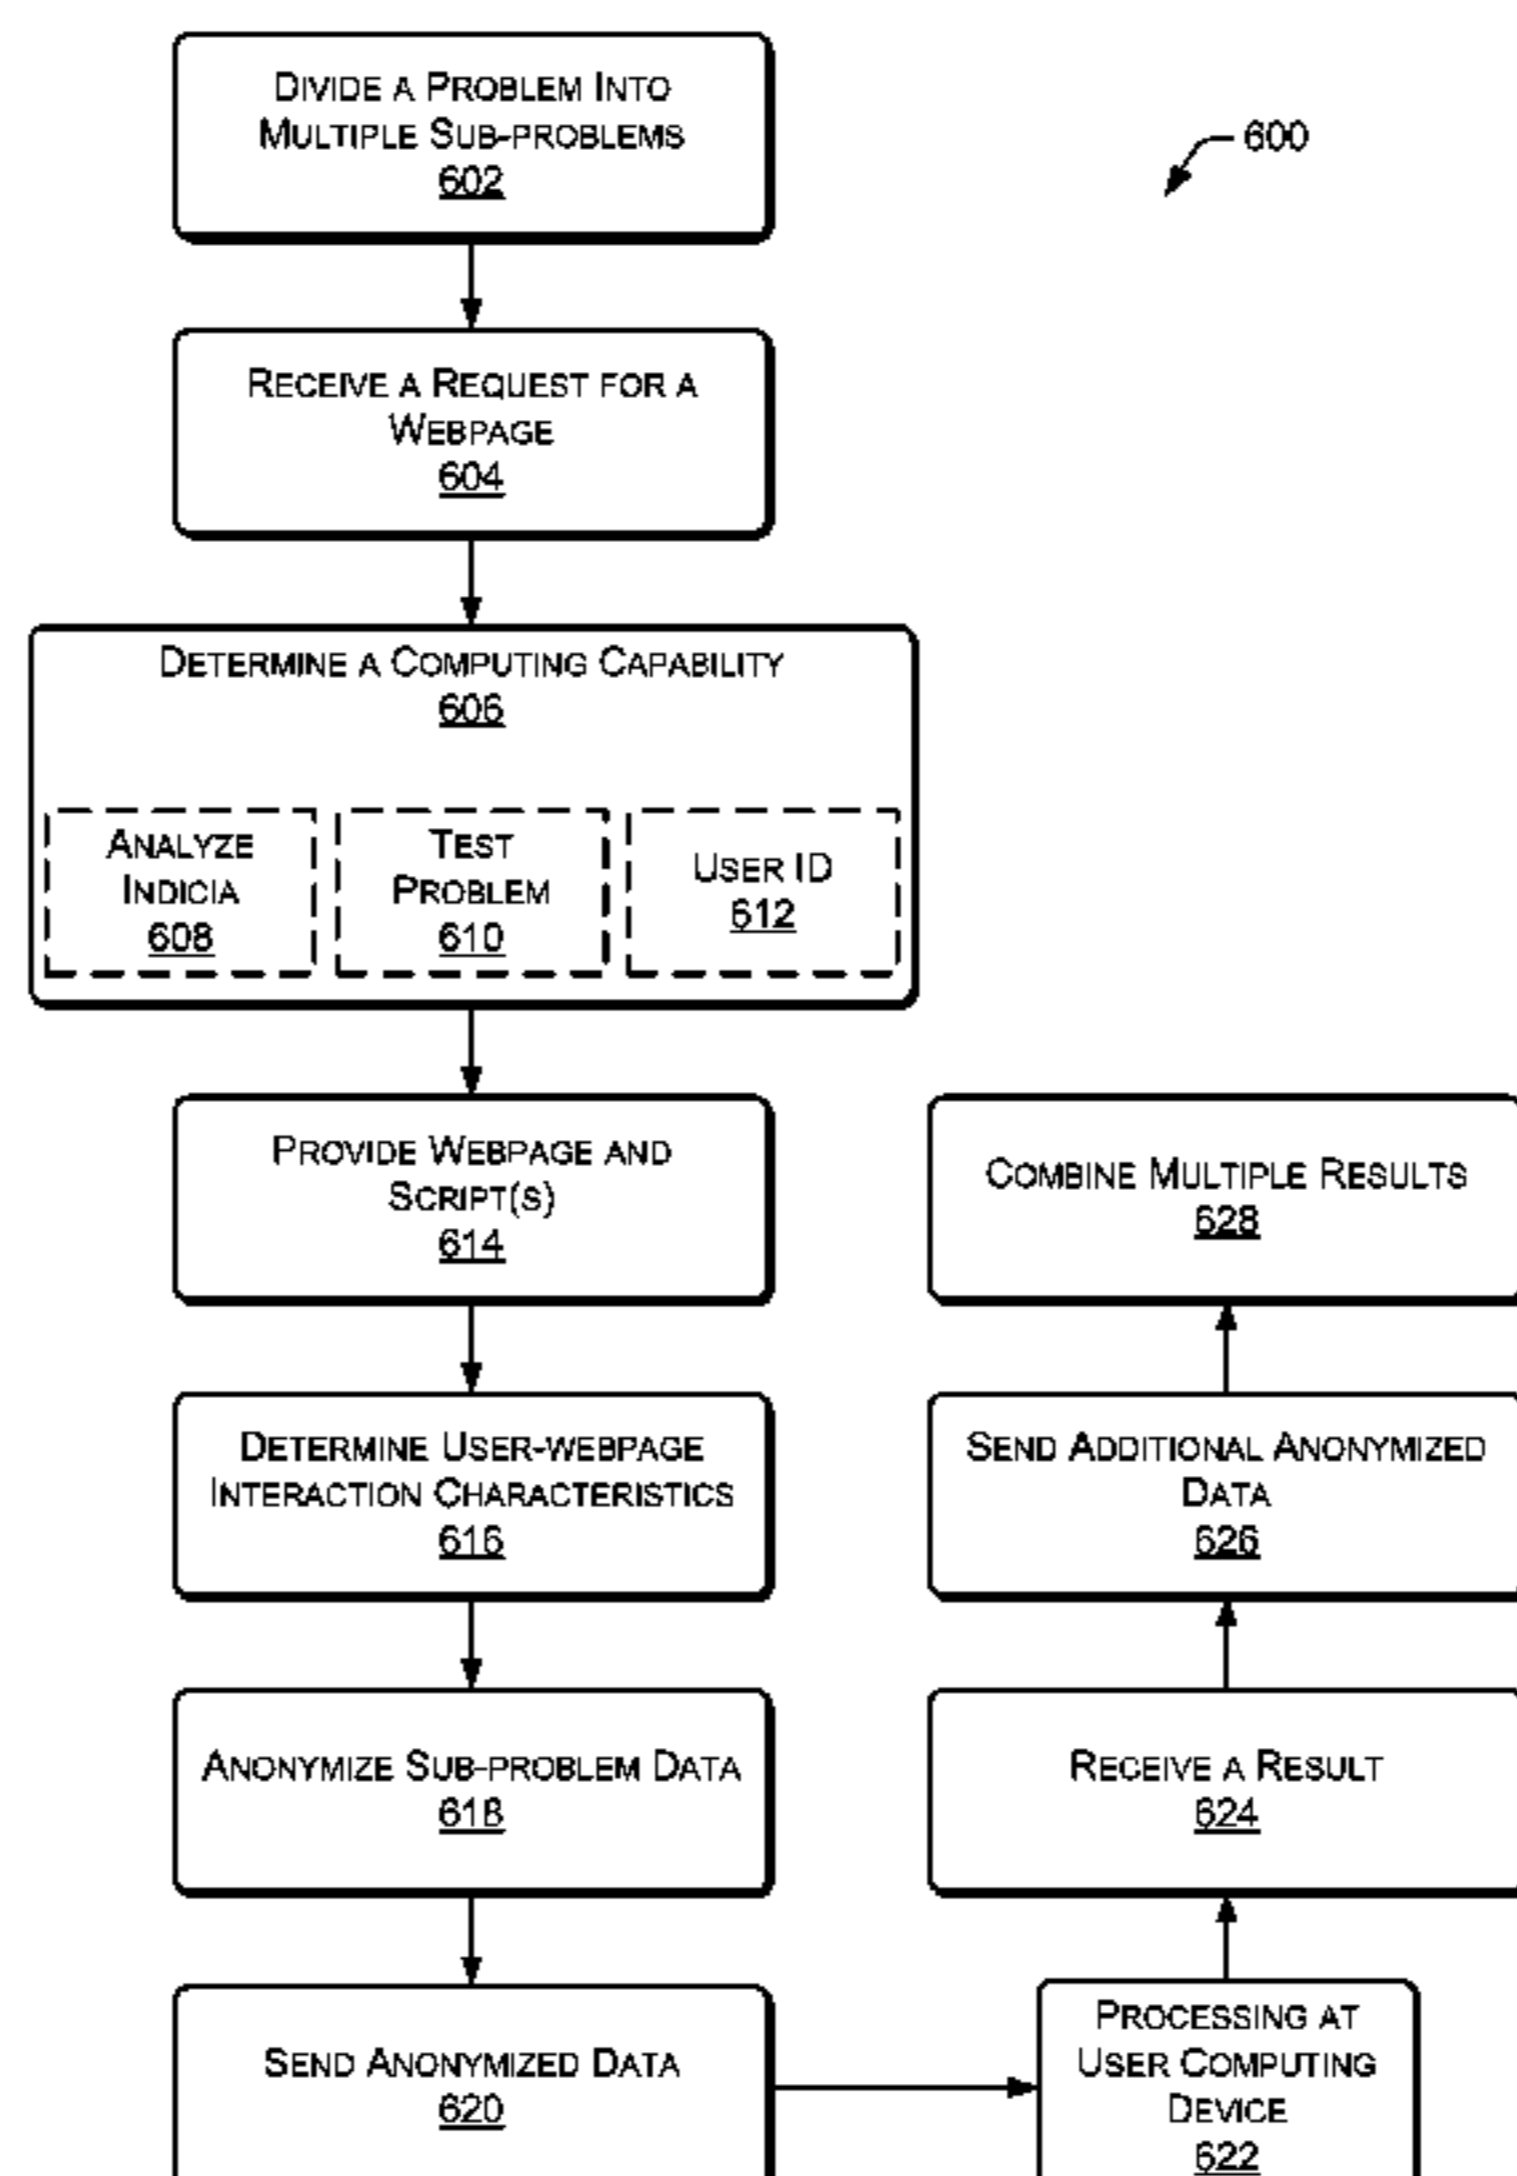 DIVIDE A PROBLEM INTO
MULTIPLE SUB-PROBLEMS
602
600
RECEIVE A REQUEST FOR A
WEBPAGE
604
DETERMINE A COMPUTING CAPABILITY
606
ANALYZE
INDICIA
608
TEST
PROBLEM
610
USER ID
612
PROVIDE WEBPAGE AND
SCRIPT(S)
614
DETERMINE USER-WEBPAGE
INTERACTION CHARACTERISTICS
616
ANONYMIZE SUB-PROBLEM DATA
618
SEND ANONYMIZED DATA
620
PROCESSING AT
USER COMPUTING
DEVICE
622
RECEIVE A RESULT
624
SEND ADDITIONAL ANONYMIZED
DATA
626
COMBINE MULTIPLE RESULTS
628